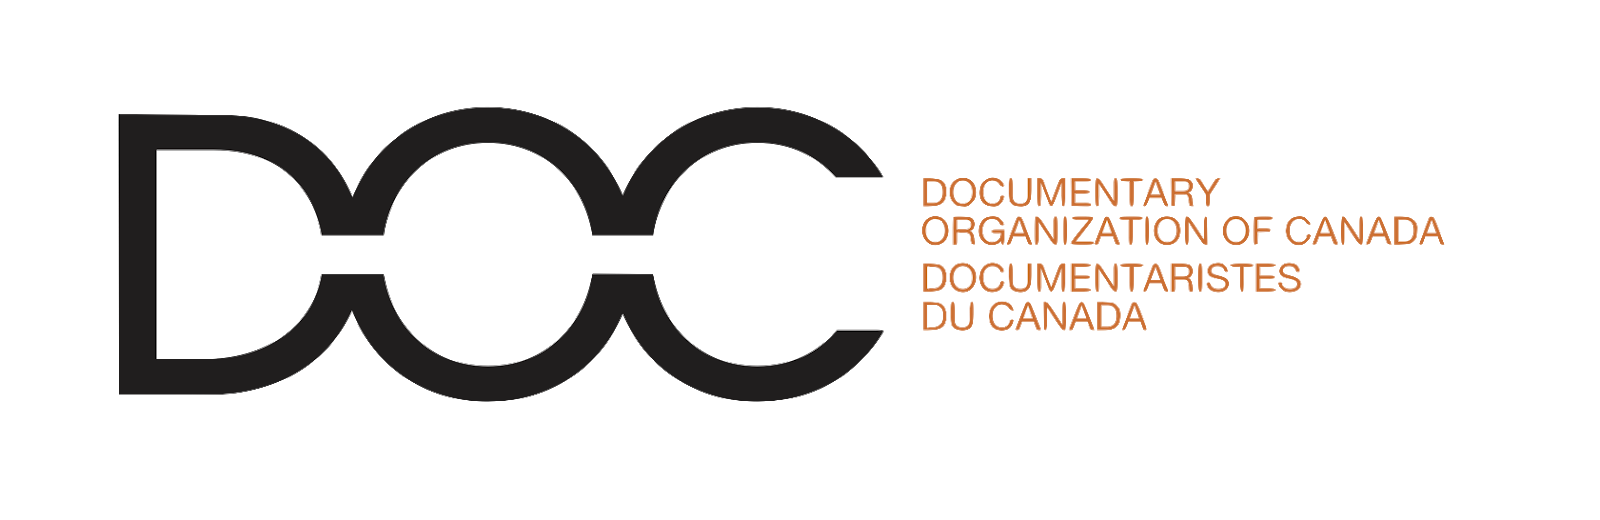 DOC
DOCUMENTARY
ORGANIZATION OF CANADA
DOCUMENTARISTES
DU CANADA